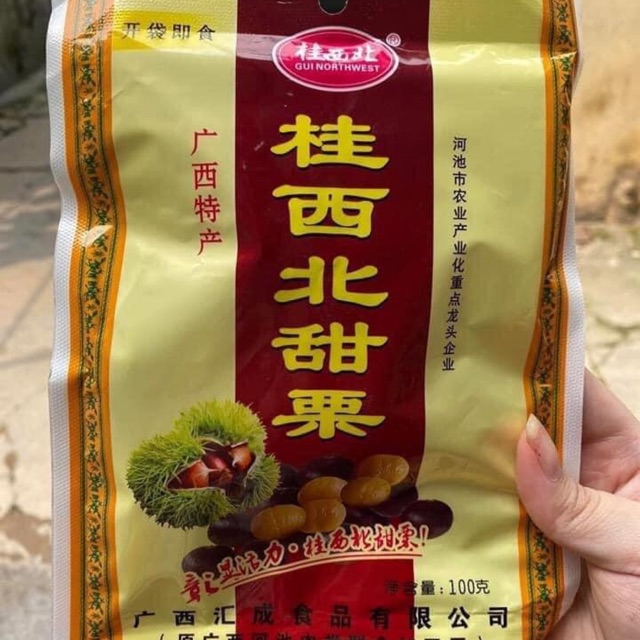 开袋即食
桂西北®
GUI NORTHWEST
广西特产
桂西北甜栗
河池市农业产业化重点龙头企业
彰显活力·桂西北甜栗!
净含量:100克
广西汇成食品有限公司